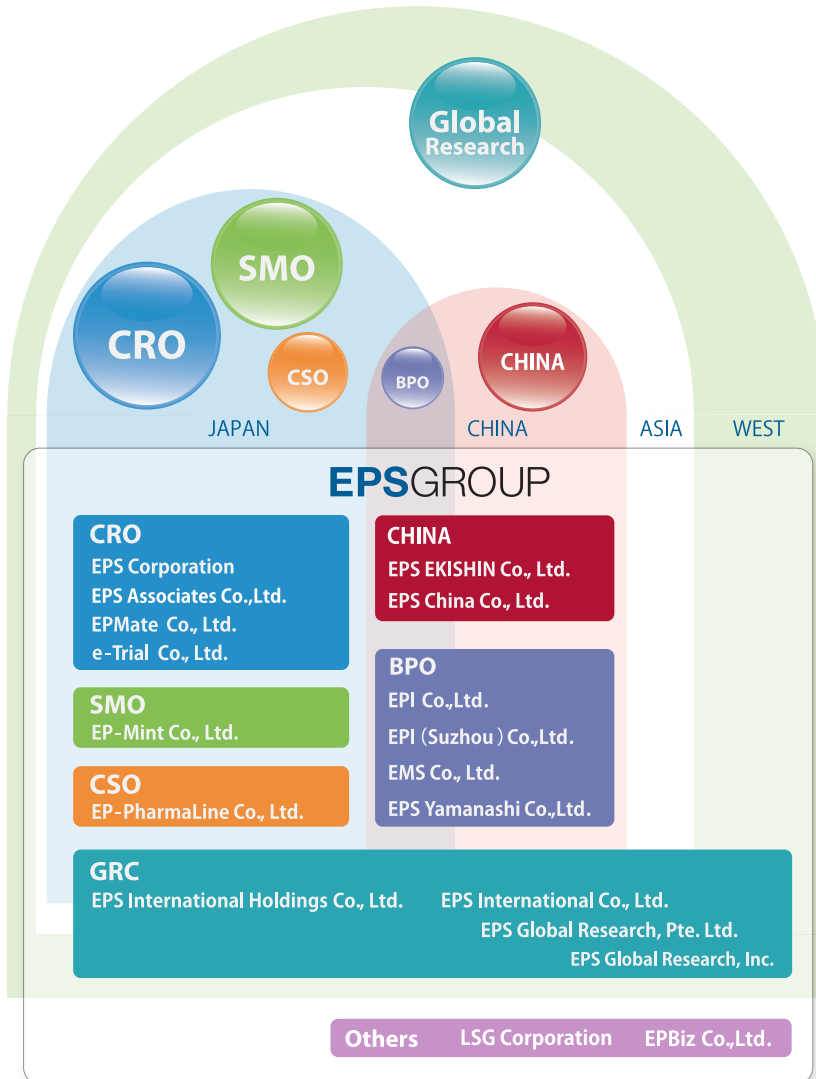 Global
Research
SMO
CRO
CSO
BPO
CHINA
JAPAN
CHINA
ASIA
WEST
EPSGROUP
CRO
EPS Corporation
EPS Associates Co.,Ltd.
EPMate Co., Ltd.
e-Trial Co., Ltd.
SMO
EP-Mint Co., Ltd.
CSO
EP-PharmaLine Co., Ltd.
CHINA
EPS EKISHIN Co., Ltd.
EPS China Co., Ltd.
BPO
EPI Co.,Ltd.
EPI (Suzhou) Co.,Ltd.
EMS Co., Ltd.
EPS Yamanashi Co.,Ltd.
GRC
EPS International Holdings Co., Ltd.
EPS International Co., Ltd.
EPS Global Research, Pte. Ltd.
EPS Global Research, Inc.
Others LSG Corporation EPBiz Co.,Ltd.